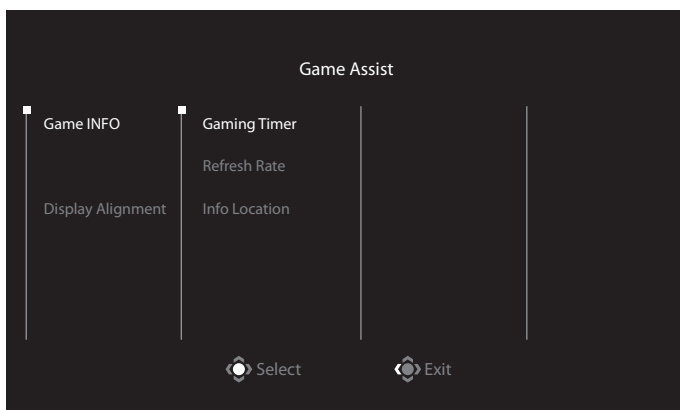 Game Assist
Game INFO
Gaming Timer
Refresh Rate
Display Alignment
Info Location
Select
Exit